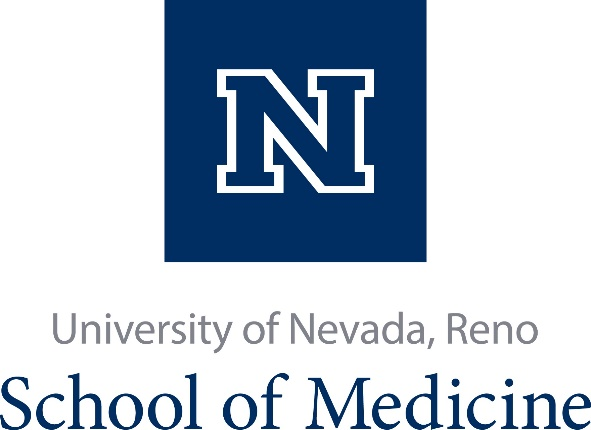 N
University of Nevada, Reno
School of Medicine